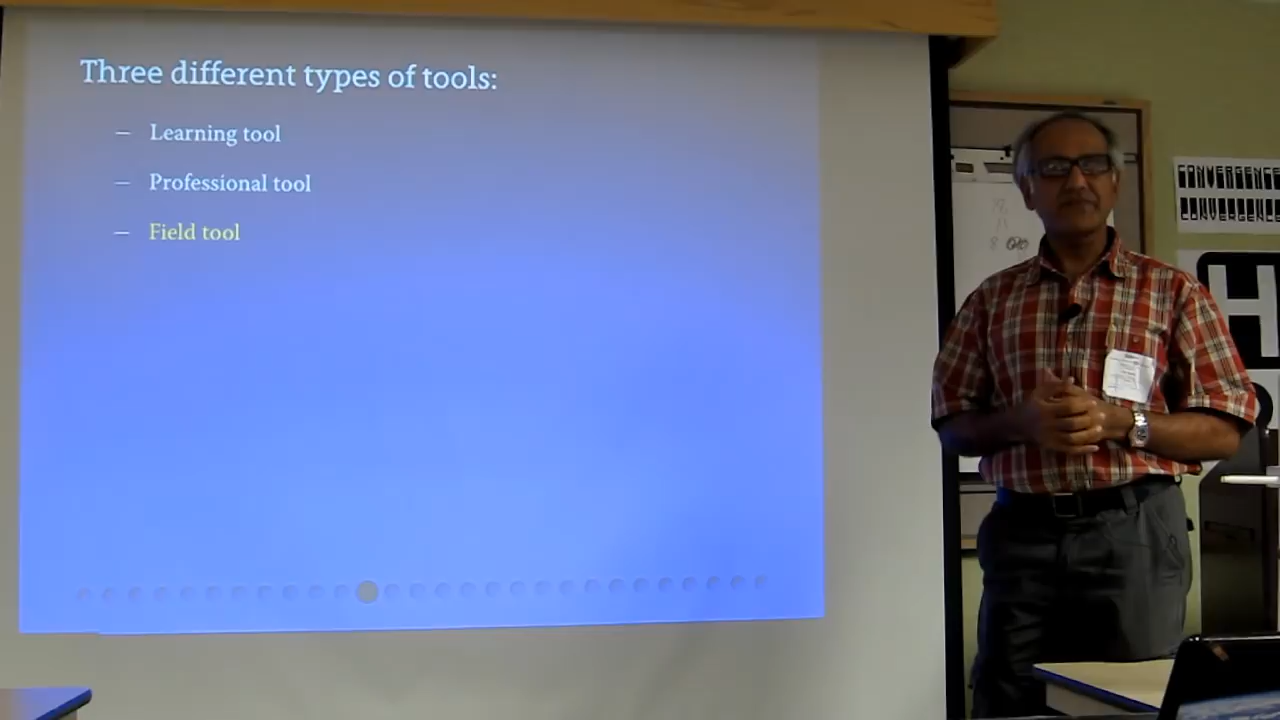 Three different types of tools:
– Learning tool
– Professional tool
– Field tool
CONVERGENCE
CONVERGENCE
H